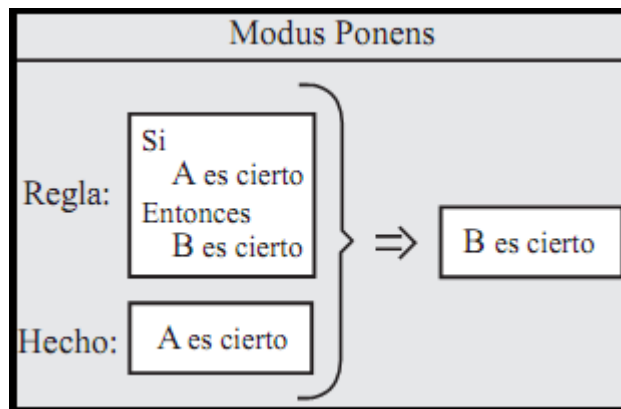 Modus Ponens
Regla:
Si
A es cierto
Entonces
B es cierto
Hecho:
A es cierto
B es cierto